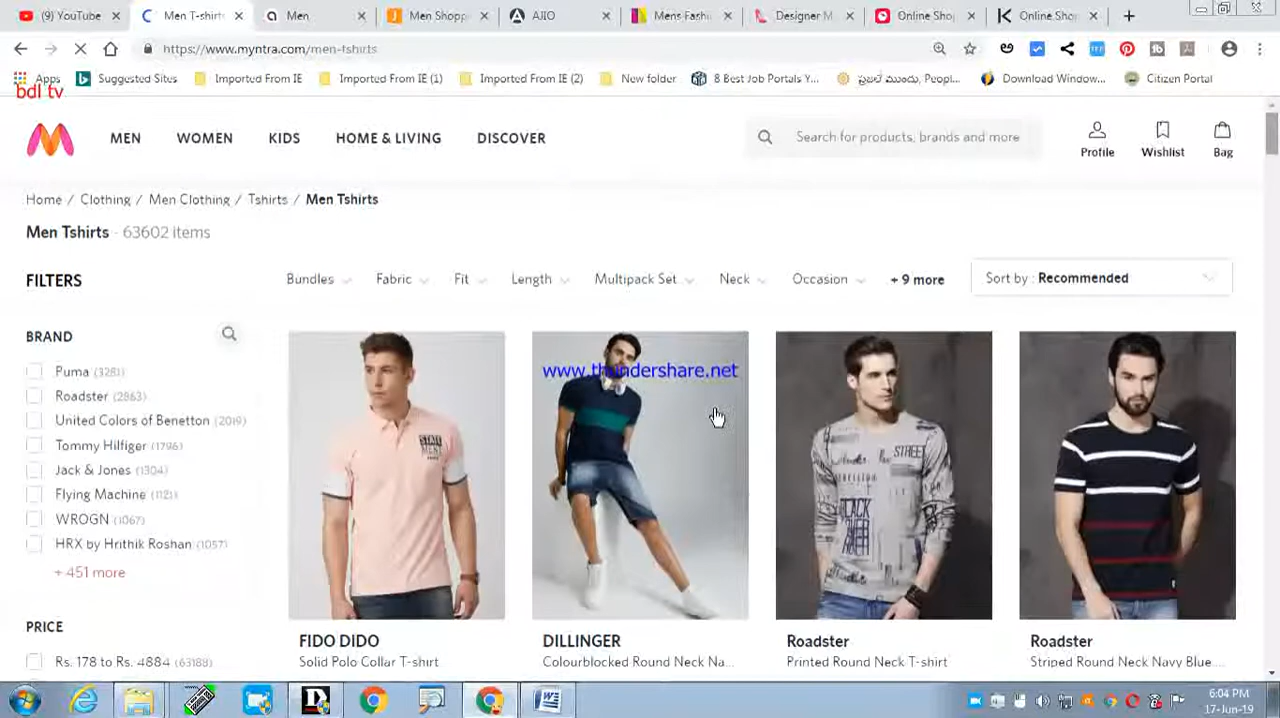 (9) YouTube
Men T-shirt
Men
Men Shopp
AJIO
Mens Fashi
Designer M
Online Shop
Online Shop
https://www.myntra.com/men-tshirts
Apps
Suggested Sites
Imported From IE
Imported From IE (1)
Imported From IE (2)
New folder
8 Best Job Portals Y...
ప్రజల ముందు, Peopl...
Download Window...
Citizen Portal
bdl tv
MEN
WOMEN
KIDS
HOME & LIVING
DISCOVER
Search for products, brands and more
Profile
Wishlist
Bag
Home / Clothing / Men Clothing / Tshirts / Men Tshirts
Men Tshirts - 63602 items
FILTERS
Bundles
Fabric
Fit
Length
Multipack Set
Neck
Occasion
+ 9 more
Sort by : Recommended
BRAND
Puma (3281)
Roadster (2863)
United Colors of Benetton (2019)
Tommy Hilfiger (1796)
Jack & Jones (1304)
Flying Machine (1121)
WROGN (1067)
HRX by Hrithik Roshan (1057)
+ 451 more
PRICE
Rs. 178 to Rs. 4884 (63188)
www.thundershare.net
STREET
BLACK
FIDO DIDO
Solid Polo Collar T-shirt
DILLINGER
Colourblocked Round Neck Na...
Roadster
Printed Round Neck T-shirt
Roadster
Striped Round Neck Navy Blue...
6:04 PM
17-Jun-19